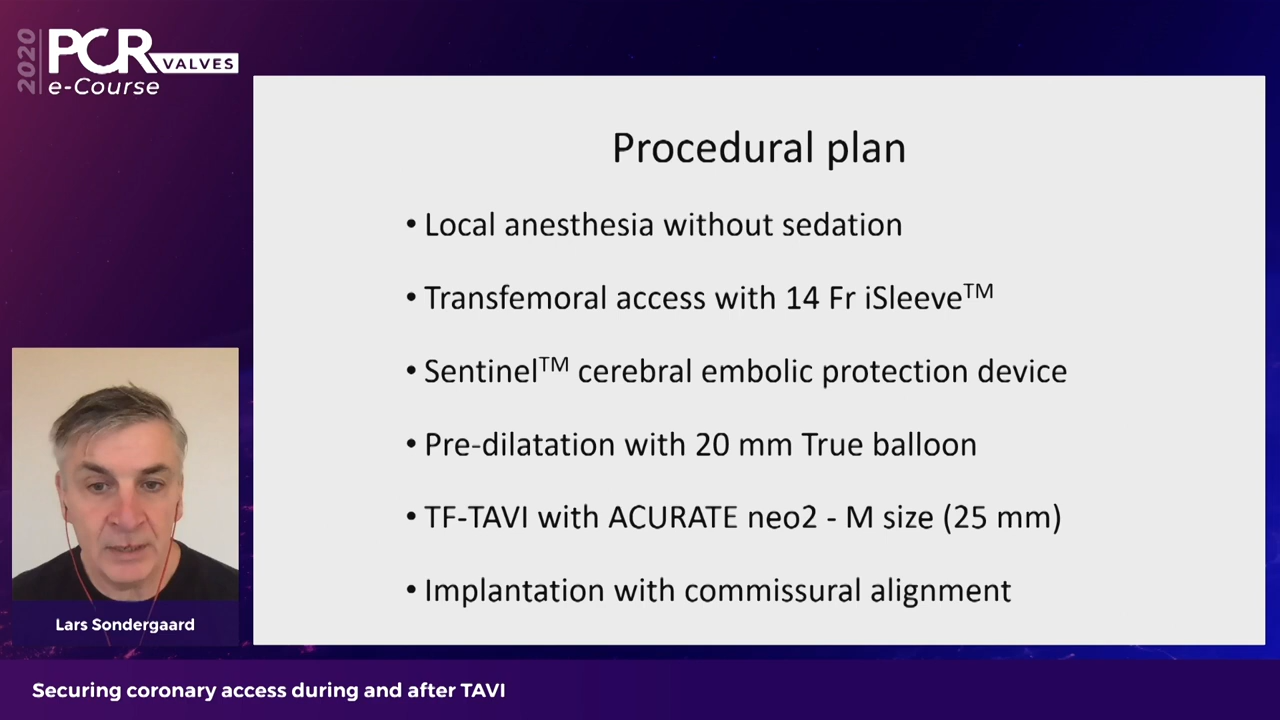 2020
PCR
VALVES
e-Course
Procedural plan
• Local anesthesia without sedation
• Transfemoral access with 14 Fr iSleeve™
• Sentinel™ cerebral embolic protection device
• Pre-dilatation with 20 mm True balloon
• TF-TAVI with ACURATE neo2 - M size (25 mm)
• Implantation with commissural alignment
Lars Sondergaard
Securing coronary access during and after TAVI